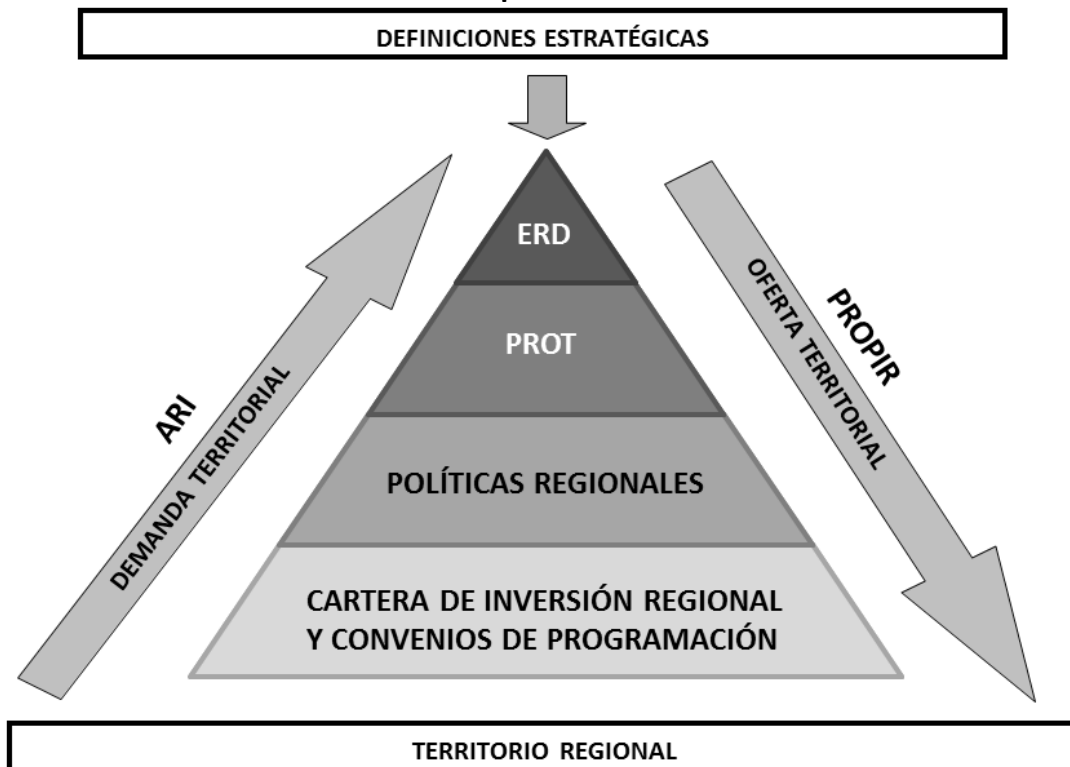 DEFINICIONES ESTRATÉGICAS
ERD
PROT
POLÍTICAS REGIONALES
CARTERA DE INVERSIÓN REGIONAL
Y CONVENIOS DE PROGRAMACIÓN
ARI
DEMANDA TERRITORIAL
PROPIR
OFERTA TERRITORIAL
TERRITORIO REGIONAL